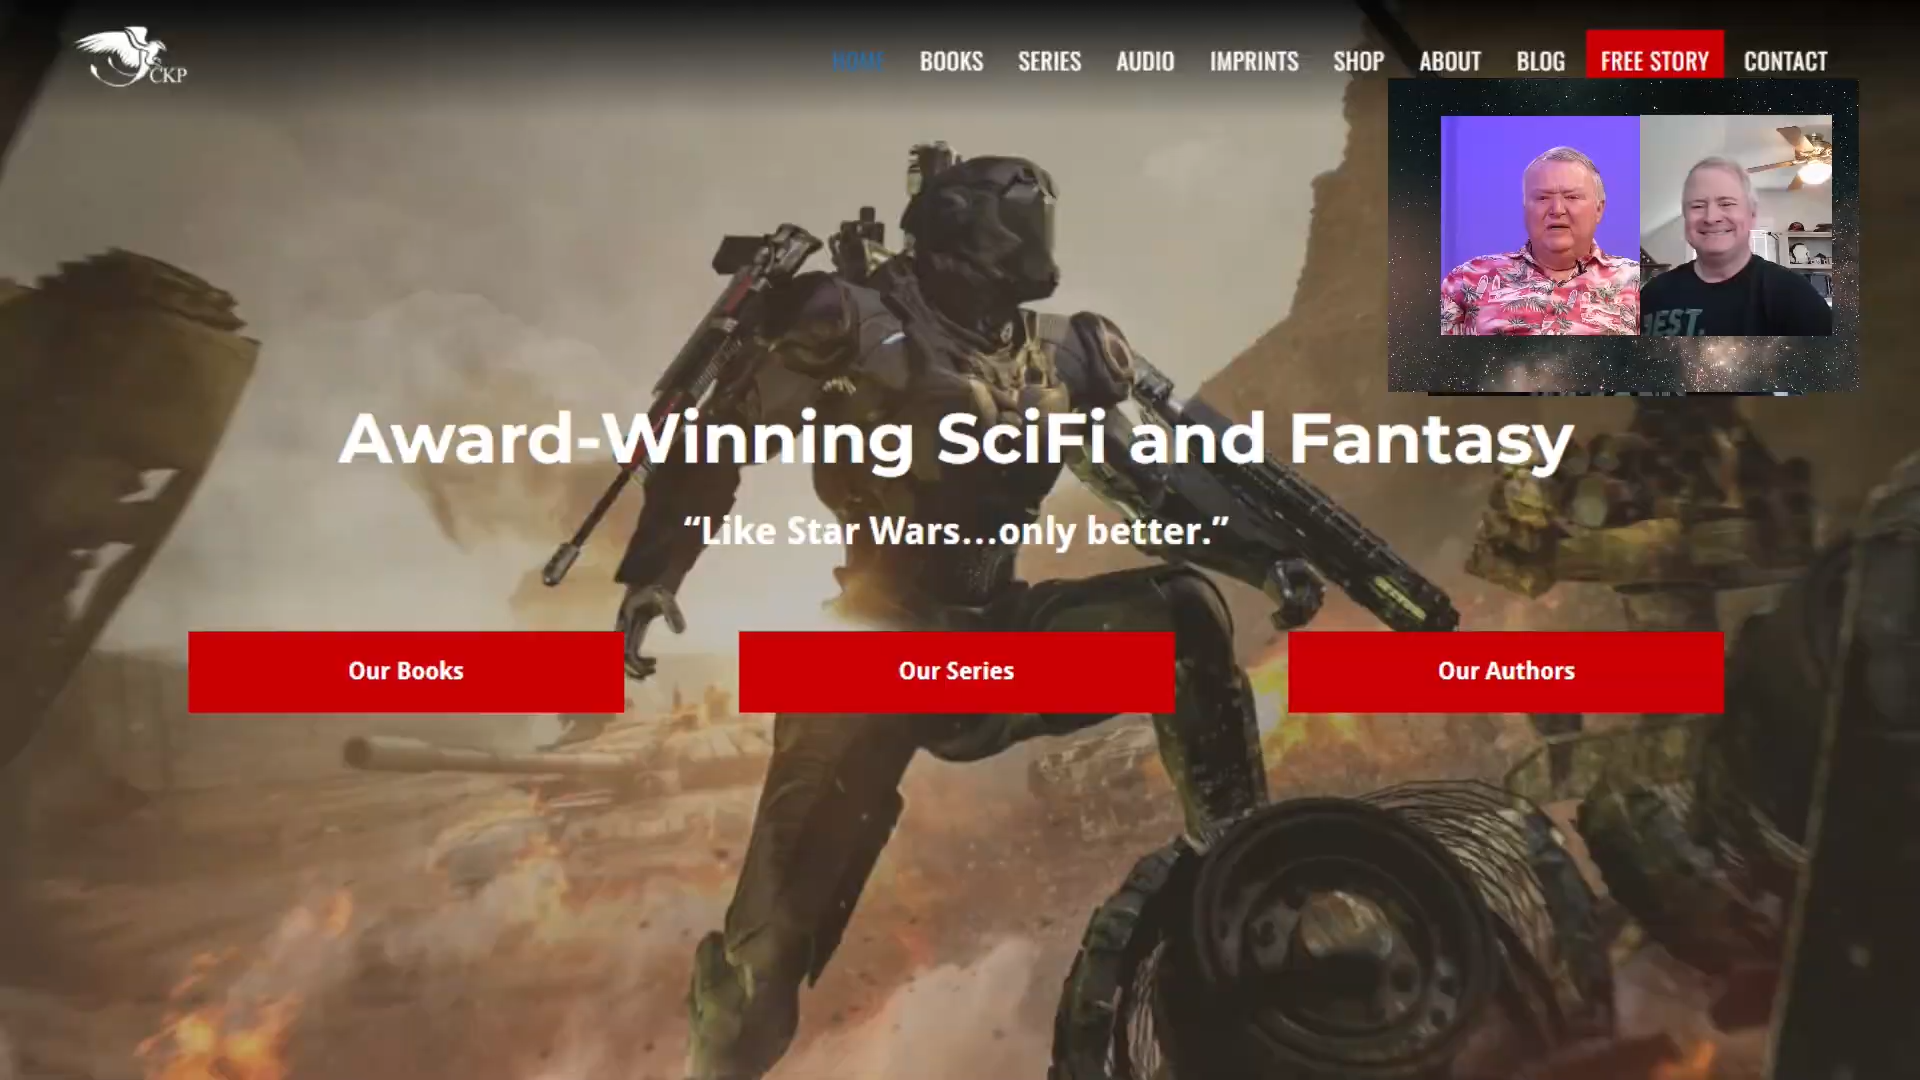 CKP
HOME
BOOKS
SERIES
AUDIO
IMPRINTS
SHOP
ABOUT
BLOG
FREE STORY
CONTACT
Award-Winning SciFi and Fantasy
“Like Star Wars...only better.”
Our Books
Our Series
Our Authors